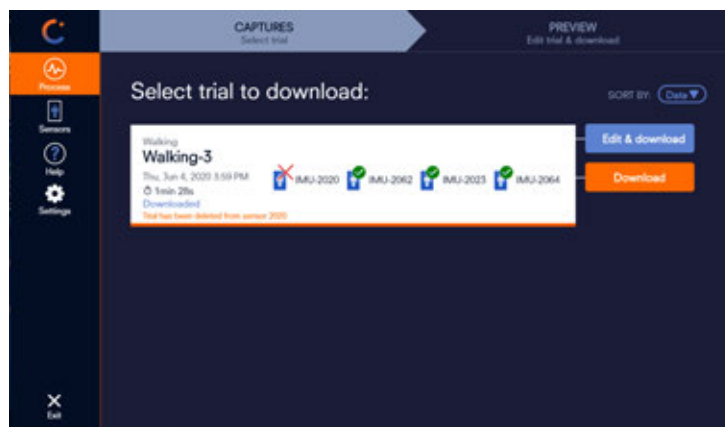 CAPTURES
Select trial
PREVIEW
Edit trial & download
Process
Sensors
Help
Settings
Exit
Select trial to download:
SORT BY: Date ▼
Walking
Walking-3
Thu, Jun 4, 2020 3:59 PM
1min 28s
Downloaded
Trial has been deleted from sensor 2020
IMU-2020 IMU-2062 IMU-2023 IMU-2064
Edit & download
Download